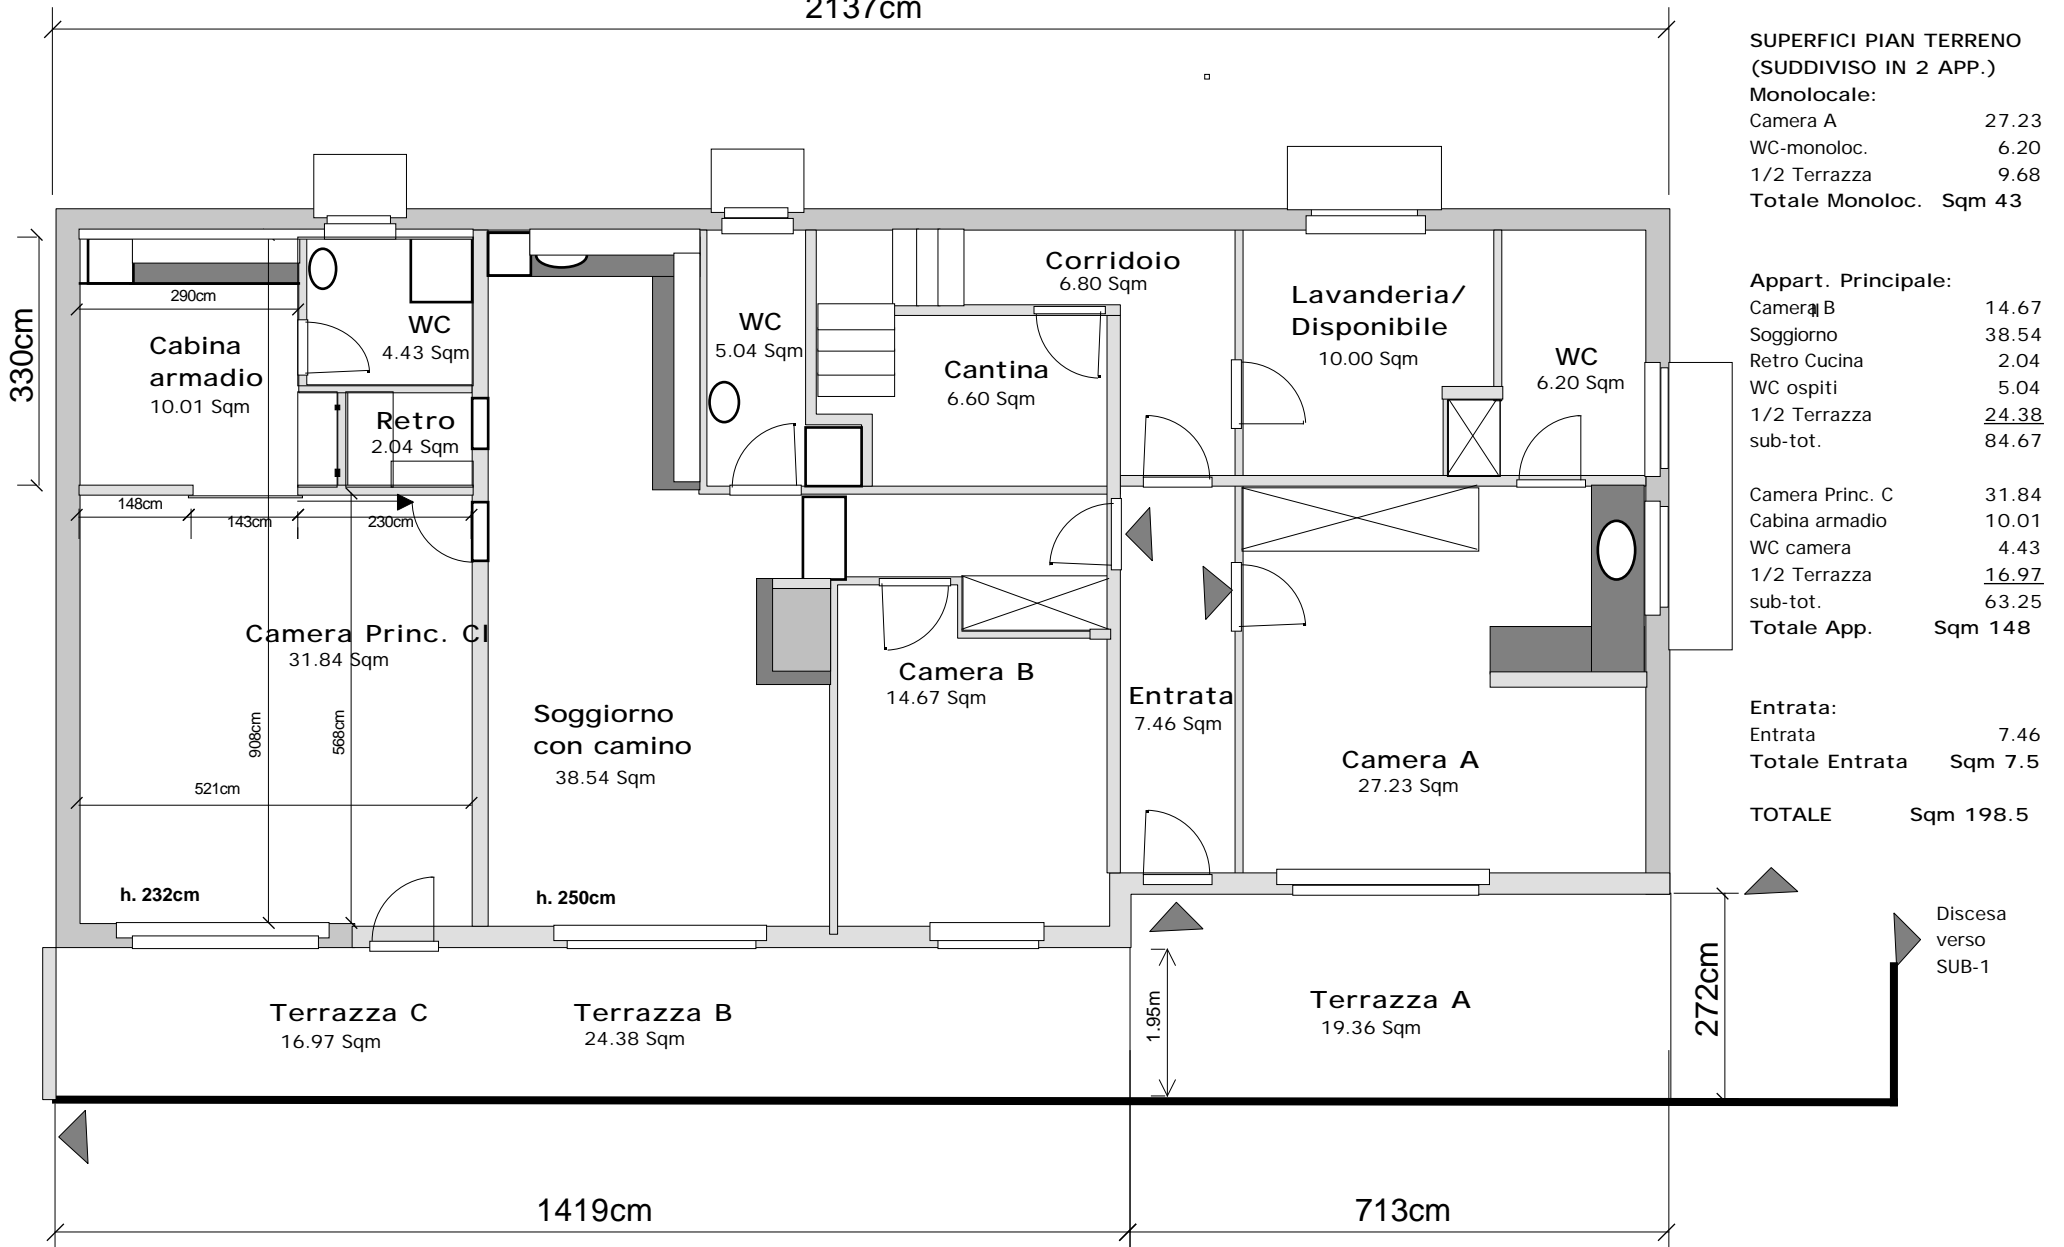 2137cm
SUPERFICI PIAN TERRENO
(SUDDIVISO IN 2 APP.)
Monolocale:
Camera A 27.23
WC-monoloc. 6.20
1/2 Terrazza 9.68
Totale Monoloc. Sqm 43
Appart. Principale:
Camera B 14.67
Soggiorno 38.54
Retro Cucina 2.04
WC ospiti 5.04
1/2 Terrazza 24.38
sub-tot. 84.67
Camera Princ. C 31.84
Cabina armadio 10.01
WC camera 4.43
1/2 Terrazza 16.97
sub-tot. 63.25
Totale App. Sqm 148
Entrata:
Entrata 7.46
Totale Entrata Sqm 7.5
TOTALE Sqm 198.5
Discesa
verso
SUB-1
330cm
290cm
Cabina
armadio
10.01 Sqm
WC
4.43 Sqm
Retro
2.04 Sqm
148cm
143cm
230cm
WC
5.04 Sqm
Corridoio
6.80 Sqm
Cantina
6.60 Sqm
Lavanderia/
Disponibile
10.00 Sqm
WC
6.20 Sqm
Camera Princ. CI
31.84 Sqm
908cm
568cm
521cm
h. 232cm
Soggiorno
con camino
38.54 Sqm
h. 250cm
Camera B
14.67 Sqm
Entrata
7.46 Sqm
Camera A
27.23 Sqm
Terrazza C
16.97 Sqm
Terrazza B
24.38 Sqm
1.95m
Terrazza A
19.36 Sqm
272cm
1419cm
713cm